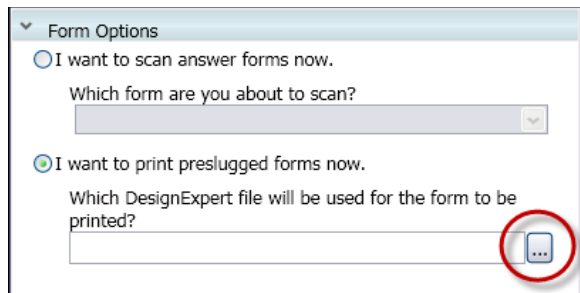 Form Options
I want to scan answer forms now.
Which form are you about to scan?
I want to print preslugged forms now.
Which DesignExpert file will be used for the form to be
printed?
...